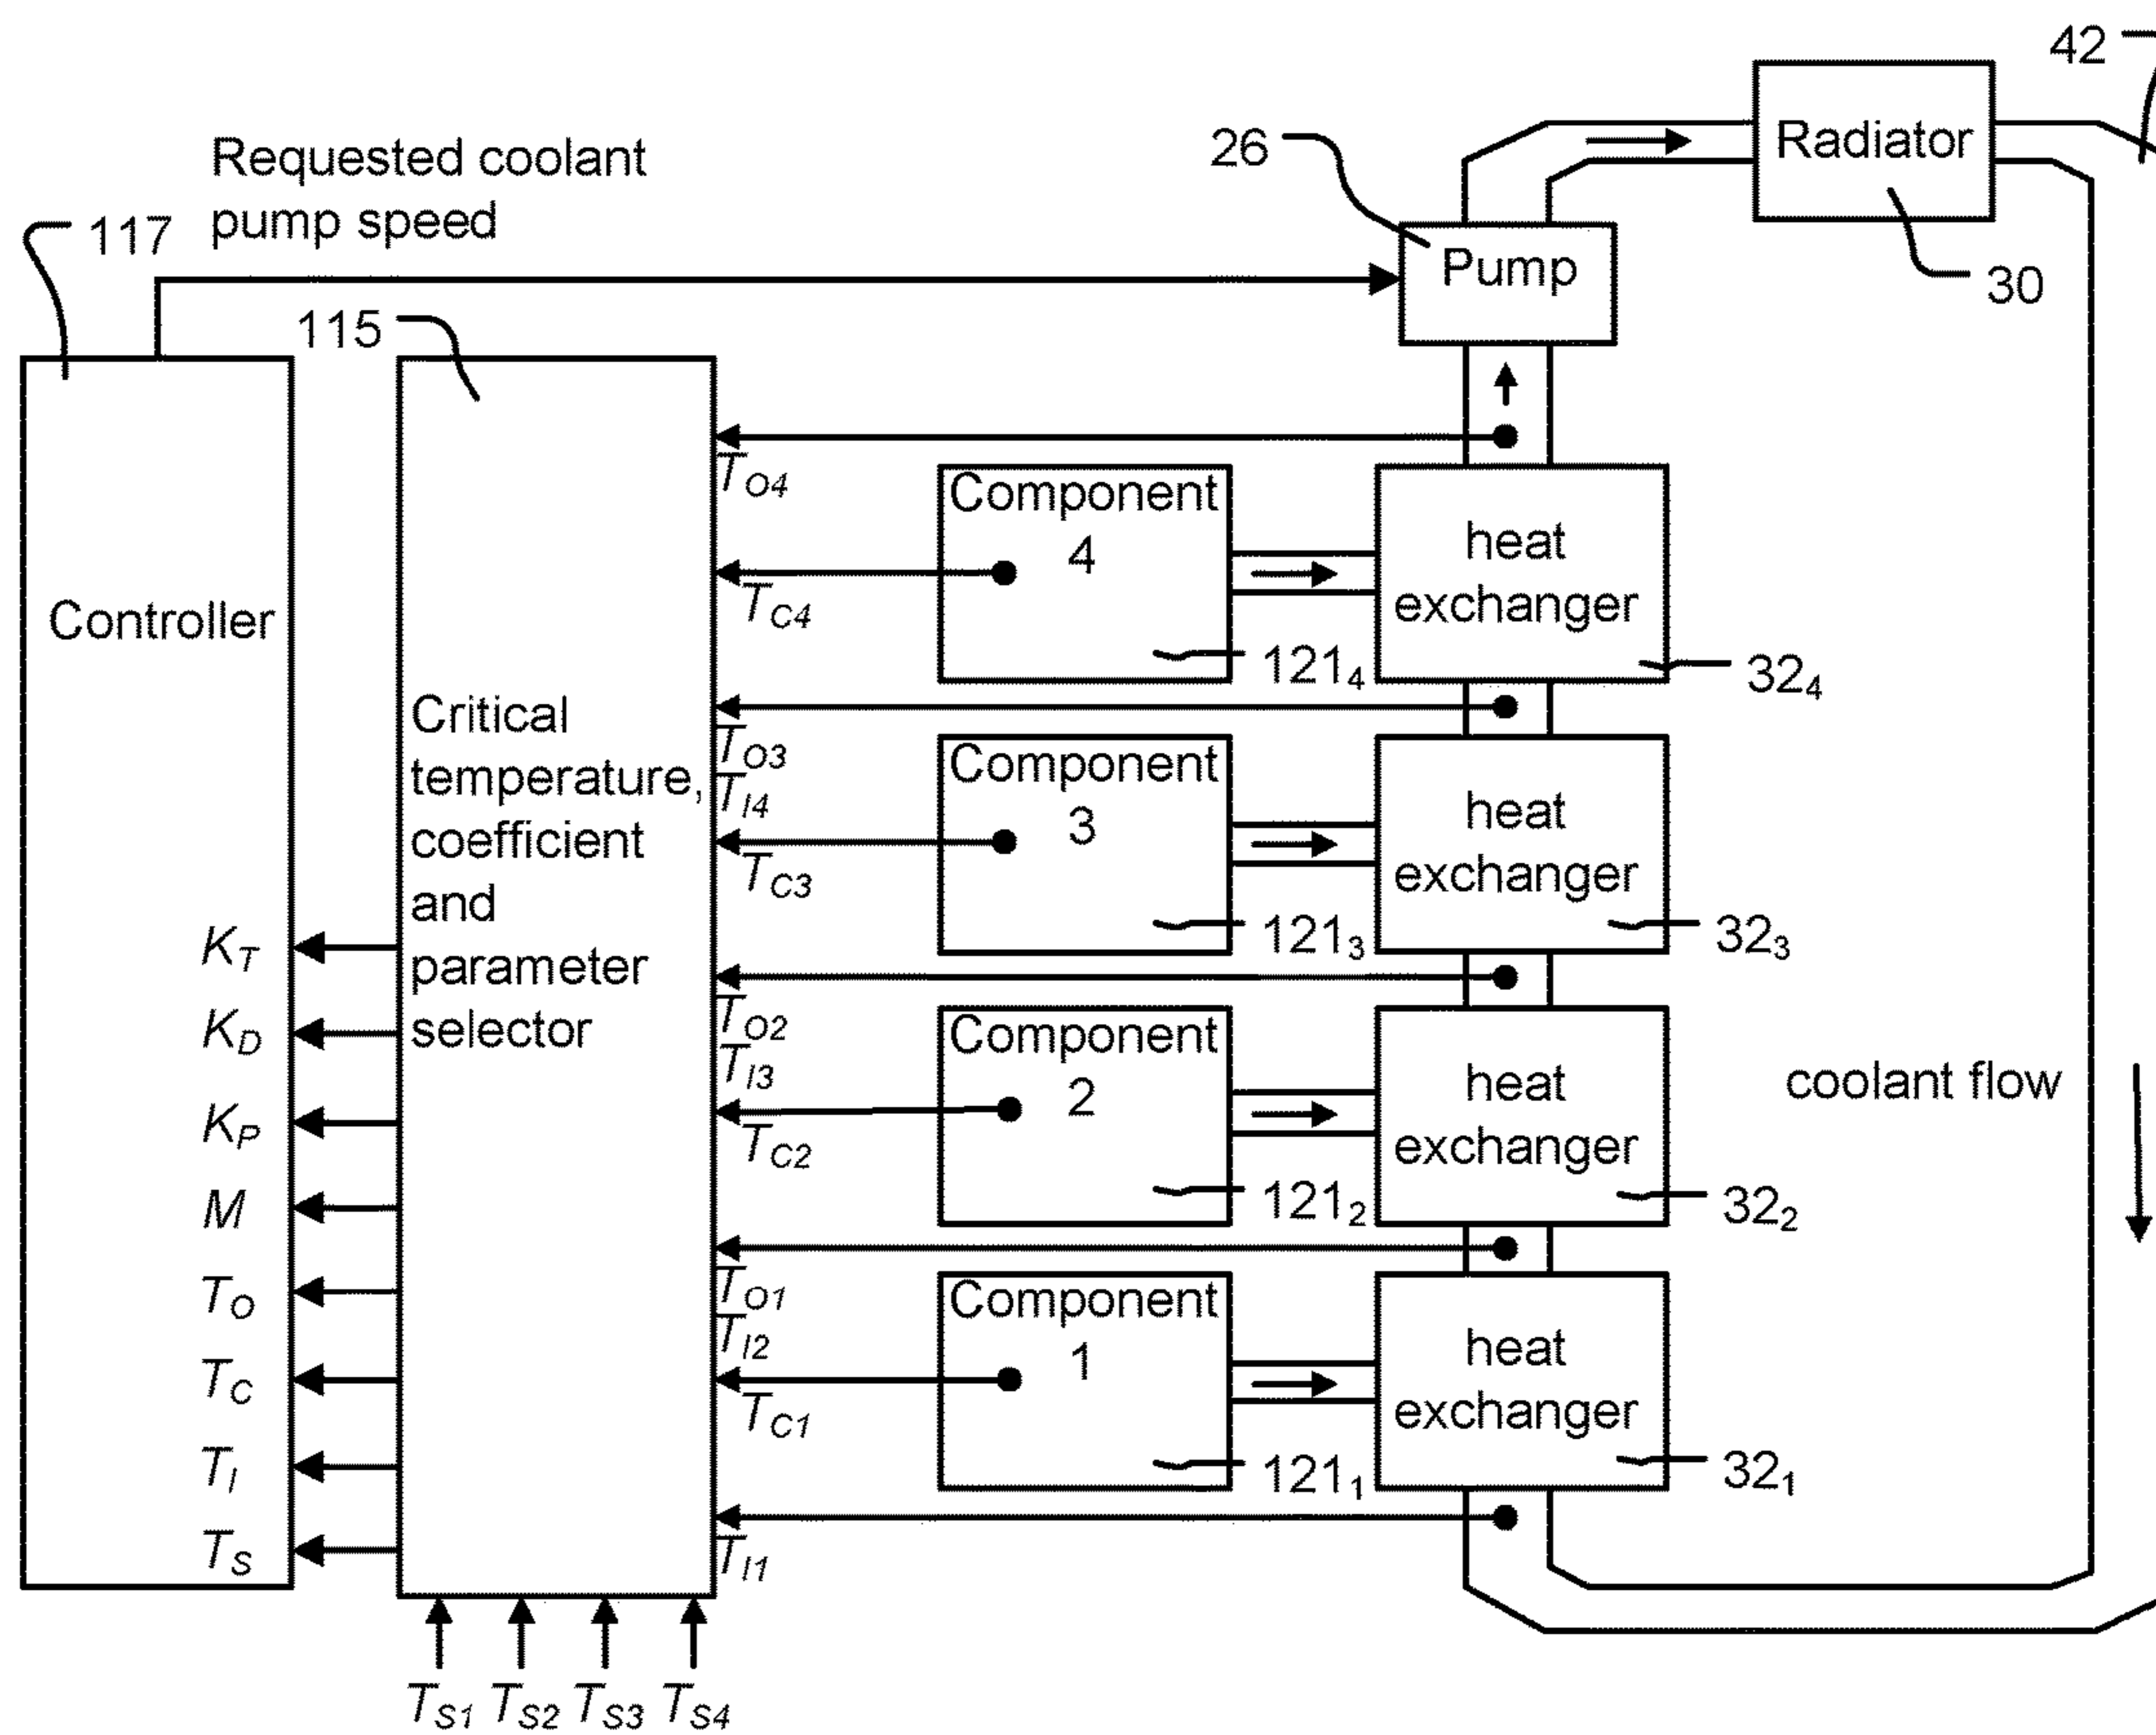 42
Radiator
30
26
Pump
Requested coolant
pump speed
117
115
Controller
Critical
temperature,
coefficient
and
parameter
selector
K_T
K_D
K_P
M
T_O
T_C
T_I
T_S
T_S1 T_S2 T_S3 T_S4
T_O4
T_C4
T_O3
T_I4
T_C3
T_O2
T_I3
T_C2
T_O1
T_I2
T_C1
T_I1
Component
4
121_4
heat
exchanger
32_4
Component
3
121_3
heat
exchanger
32_3
Component
2
121_2
heat
exchanger
32_2
Component
1
121_1
heat
exchanger
32_1
coolant flow